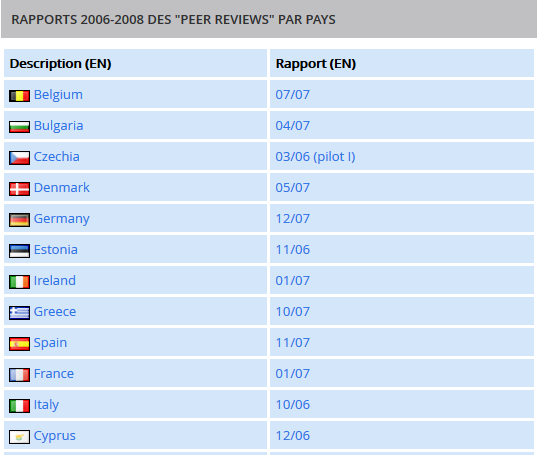 RAPPORTS 2006-2008 DES "PEER REVIEWS" PAR PAYS
Description (EN) Rapport (EN)
Belgium 07/07
Bulgaria 04/07
Czechia 03/06 (pilot I)
Denmark 05/07
Germany 12/07
Estonia 11/06
Ireland 01/07
Greece 10/07
Spain 11/07
France 01/07
Italy 10/06
Cyprus 12/06